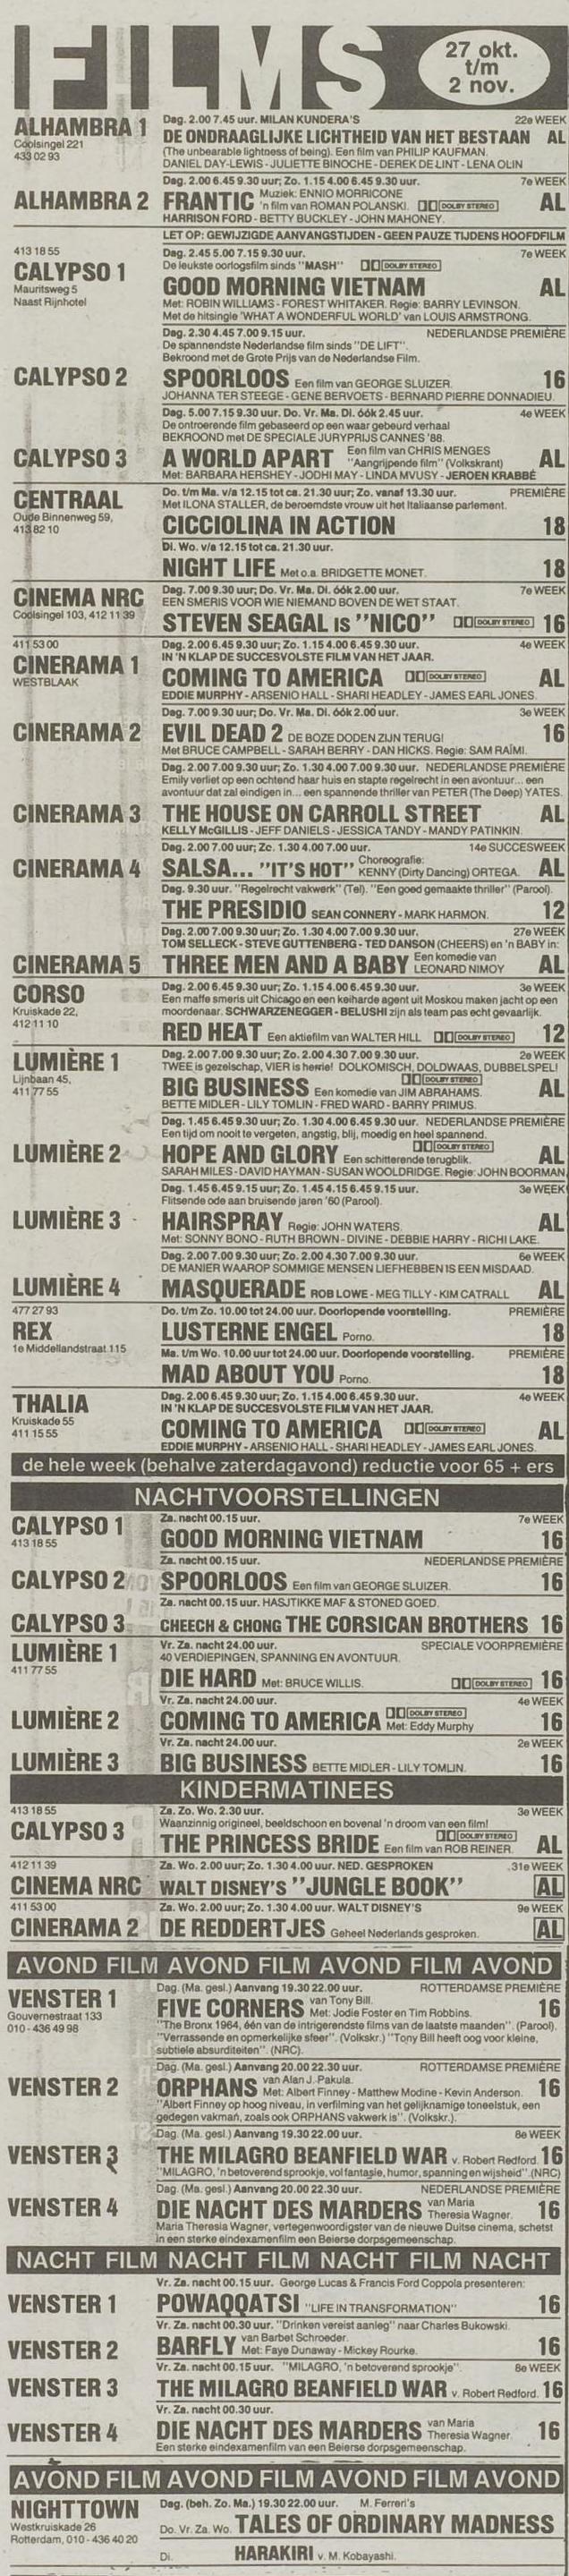 FILMS
27 okt.
t/m
2 nov.
ALHAMBRA 1
Coolsingel 221
433 02 93
Dag. 2.00 7.45 uur. MILAN KUNDERA'S 22e WEEK
DE ONDRAAGLIJKE LICHTHEID VAN HET BESTAAN AL
(The unbearable lightness of being). Een film van PHILIP KAUFMAN.
DANIEL DAY-LEWIS - JULIETTE BINOCHE - DEREK DE LINT - LENA OLIN
Dag. 2.00 6.45 9.30 uur; Zo. 1.15 4.00 6.45 9.30 uur. 7e WEEK
ALHAMBRA 2 FRANTIC Muziek: ENNIO MORRICONE
'n film van ROMAN POLANSKI. DOLBY STEREO AL
HARRISON FORD - BETTY BUCKLEY - JOHN MAHONEY.
LET OP: GEWIJZIGDE AANVANGSTIJDEN - GEEN PAUZE TIJDENS HOOFDFILM
413 18 55
CALYPSO 1
Mauritsweg 5
Naast Rijnhotel
Dag. 2.45 5.00 7.15 9.30 uur. 7e WEEK
De leukste oorlogsfilm sinds "MASH" DOLBY STEREO
GOOD MORNING VIETNAM AL
Met: ROBIN WILLIAMS - FOREST WHITAKER. Regie: BARRY LEVINSON.
Met de hitsingle 'WHAT A WONDERFUL WORLD' van LOUIS ARMSTRONG.
Dag. 2.30 4.45 7.00 9.15 uur. NEDERLANDSE PREMIÈRE
De spannendste Nederlandse film sinds "DE LIFT".
Bekroond met de Grote Prijs van de Nederlandse Film.
CALYPSO 2 SPOORLOOS Een film van GEORGE SLUIZER. 16
JOHANNA TER STEEGE - GENE BERVOETS - BERNARD PIERRE DONNADIEU.
Dag. 5.00 7.15 9.30 uur. Do. Vr. Ma. Di. óók 2.45 uur. 4e WEEK
De ontroerende film gebaseerd op een waar gebeurd verhaal
BEKROOND met DE SPECIALE JURYPRIJS CANNES '88.
CALYPSO 3 A WORLD APART Een film van CHRIS MENGES
"Aangrijpende film" (Volkskrant) AL
Met: BARBARA HERSHEY - JODHI MAY - LINDA MVUSY - JEROEN KRABBÉ
CENTRAAL
Oude Binnenweg 59,
413 82 10
Do. t/m Ma. v/a 12.15 tot ca. 21.30 uur; Zo. vanaf 13.30 uur. PREMIÈRE
Met ILONA STALLER, de beroemdste vrouw uit het Italiaanse parlement.
CICCIOLINA IN ACTION 18
Di. Wo. v/a 12.15 tot ca. 21.30 uur.
NIGHT LIFE Met o.a. BRIDGETTE MONET. 18
CINEMA NRC
Coolsingel 103, 412 11 39
Dag. 7.00 9.30 uur; Do. Vr. Ma. Di. óók 2.00 uur. 7e WEEK
EEN SMERIS VOOR WIE NIEMAND BOVEN DE WET STAAT.
STEVEN SEAGAL IS "NICO" DOLBY STEREO 16
411 53 00
CINERAMA 1
WESTBLAAK
Dag. 2.00 6.45 9.30 uur; Zo. 1.15 4.00 6.45 9.30 uur. 4e WEEK
IN 'N KLAP DE SUCCESVOLSTE FILM VAN HET JAAR.
COMING TO AMERICA DOLBY STEREO AL
EDDIE MURPHY - ARSENIO HALL - SHARI HEADLEY - JAMES EARL JONES.
Dag. 7.00 9.30 uur; Do. Vr. Ma. Di. óók 2.00 uur. 3e WEEK
CINERAMA 2 EVIL DEAD 2 DE BOZE DODEN ZIJN TERUG! 16
Met BRUCE CAMPBELL - SARAH BERRY - DAN HICKS. Regie: SAM RAÏMI.
Dag. 2.00 7.00 9.30 uur; Zo. 1.30 4.00 7.00 9.30 uur. NEDERLANDSE PREMIÈRE
Emily verliet op een ochtend haar huis en stapte regelrecht in een avontuur... een
avontuur dat zal eindigen in... een spannende thriller van PETER (The Deep) YATES.
CINERAMA 3 THE HOUSE ON CARROLL STREET AL
KELLY McGILLIS - JEFF DANIELS - JESSICA TANDY - MANDY PATINKIN.
Dag. 2.00 7.00 uur; Zo. 1.30 4.00 7.00 uur. 14e SUCCESWEEK
CINERAMA 4 SALSA... "IT'S HOT" Choreografie:
KENNY (Dirty Dancing) ORTEGA. AL
Dag. 9.30 uur. "Regelrecht vakwerk" (Tel). "Een goed gemaakte thriller" (Parool).
THE PRESIDIO SEAN CONNERY - MARK HARMON. 12
Dag. 2.00 7.00 9.30 uur; Zo. 1.30 4.00 7.00 9.30 uur. 27e WEEK
TOM SELLECK - STEVE GUTTENBERG - TED DANSON (CHEERS) en 'n BABY in:
CINERAMA 5 THREE MEN AND A BABY Een komedie van
LEONARD NIMOY AL
CORSO
Kruiskade 22,
412 11 10
Dag. 2.00 6.45 9.30 uur; Zo. 1.15 4.00 6.45 9.30 uur. 3e WEEK
Een maffe smeris uit Chicago en een keiharde agent uit Moskou maken jacht op een
moordenaar. SCHWARZENEGGER - BELUSHI zijn als team pas echt gevaarlijk.
RED HEAT Een aktiefilm van WALTER HILL DOLBY STEREO 12
LUMIÈRE 1
Lijnbaan 45,
411 77 55
Dag. 2.00 7.00 9.30 uur; Zo. 2.00 4.30 7.00 9.30 uur. 2e WEEK
TWEE is gezelschap, VIER is herrie! DOLKOMISCH, DOLDWAAS, DUBBELSPEL!
DOLBY STEREO
BIG BUSINESS Een komedie van JIM ABRAHAMS. AL
BETTE MIDLER - LILY TOMLIN - FRED WARD - BARRY PRIMUS.
Dag. 1.45 6.45 9.15 uur; Zo. 1.30 4.00 6.45 9.30 uur. NEDERLANDSE PREMIÈRE
Een tijd om nooit te vergeten, angstig, blij, moedig en heel spannend.
DOLBY STEREO
LUMIÈRE 2 HOPE AND GLORY Een schitterende terugblik. AL
SARAH MILES - DAVID HAYMAN - SUSAN WOOLDRIDGE. Regie: JOHN BOORMAN
Dag. 1.45 6.45 9.15 uur; Zo. 1.45 4.15 6.45 9.15 uur. 3e WEEK
Flitsende ode aan bruisende jaren '60 (Parool).
LUMIÈRE 3 HAIRSPRAY Regie: JOHN WATERS. AL
Met: SONNY BONO - RUTH BROWN - DIVINE - DEBBIE HARRY - RICHI LAKE.
Dag. 2.00 7.00 9.30 uur; Zo. 2.00 4.30 7.00 9.30 uur. 6e WEEK
DE MANIER WAAROP SOMMIGE MENSEN LIEFHEBBEN IS EEN MISDAAD.
LUMIÈRE 4 MASQUERADE ROB LOWE - MEG TILLY - KIM CATRALL AL
477 27 93
REX
1e Middellandstraat 115
Do. t/m Zo. 10.00 tot 24.00 uur. Doorlopende voorstelling. PREMIÈRE
LUSTERNE ENGEL Porno. 18
Ma. t/m Wo. 10.00 uur tot 24.00 uur. Doorlopende voorstelling. PREMIÈRE
MAD ABOUT YOU Porno. 18
THALIA
Kruiskade 55
411 15 55
Dag. 2.00 6.45 9.30 uur; Zo. 1.15 4.00 6.45 9.30 uur. 4e WEEK
IN 'N KLAP DE SUCCESVOLSTE FILM VAN HET JAAR.
COMING TO AMERICA DOLBY STEREO AL
EDDIE MURPHY - ARSENIO HALL - SHARI HEADLEY - JAMES EARL JONES.
de hele week (behalve zaterdagavond) reductie voor 65 + ers
NACHTVOORSTELLINGEN
CALYPSO 1
413 18 55
Za. nacht 00.15 uur. 7e WEEK
GOOD MORNING VIETNAM 16
Za. nacht 00.15 uur. NEDERLANDSE PREMIÈRE
CALYPSO 2 SPOORLOOS Een film van GEORGE SLUIZER. 16
Za. nacht 00.15 uur. HASJTIKKE MAF & STONED GOED.
CALYPSO 3 CHEECH & CHONG THE CORSICAN BROTHERS 16
LUMIÈRE 1
411 77 55
Vr. Za. nacht 24.00 uur. SPECIALE VOORPREMIÈRE
40 VERDIEPINGEN, SPANNING EN AVONTUUR.
DIE HARD Met: BRUCE WILLIS. DOLBY STEREO 16
Vr. Za. nacht 24.00 uur. 4e WEEK
LUMIÈRE 2 COMING TO AMERICA DOLBY STEREO
Met: Eddy Murphy 16
Vr. Za. nacht 24.00 uur. 2e WEEK
LUMIÈRE 3 BIG BUSINESS BETTE MIDLER - LILY TOMLIN. 16
KINDERMATINEES
413 18 55
CALYPSO 3
Za. Zo. Wo. 2.30 uur. 3e WEEK
Waanzinnig origineel, beeldschoon en bovenal 'n droom van een film!
DOLBY STEREO
THE PRINCESS BRIDE Een film van ROB REINER. AL
412 11 39
Za. Wo. 2.00 uur; Zo. 1.30 4.00 uur. NED. GESPROKEN 31e WEEK
CINEMA NRC WALT DISNEY'S "JUNGLE BOOK" AL
411 53 00
Za. Wo. 2.00 uur; Zo. 1.30 4.00 uur. WALT DISNEY'S 9e WEEK
CINERAMA 2 DE REDDERTJES Geheel Nederlands gesproken. AL
AVOND FILM AVOND FILM AVOND FILM AVOND
VENSTER 1
Gouvernestraat 133
010 - 436 49 98
Dag. (Ma. gesl.) Aanvang 19.30 22.00 uur. ROTTERDAMSE PREMIÈRE
FIVE CORNERS van Tony Bill.
Met: Jodie Foster en Tim Robbins. 16
"The Bronx 1964, één van de intrigerendste films van de laatste maanden". (Parool).
"Verrassende en opmerkelijke sfeer". (Volkskr.) "Tony Bill heeft oog voor kleine,
subtiele absurditeiten". (NRC).
Dag. (Ma. gesl.) Aanvang 20.00 22.30 uur. ROTTERDAMSE PREMIÈRE
VENSTER 2 ORPHANS van Alan J. Pakula.
Met: Albert Finney - Matthew Modine - Kevin Anderson. 16
"Albert Finney op hoog niveau, in verfilming van het gelijknamige toneelstuk, een
gedegen vakman, zoals ook ORPHANS vakwerk is". (Volkskr.).
Dag. (Ma. gesl.) Aanvang 19.30 22.00 uur. 8e WEEK
VENSTER 3 THE MILAGRO BEANFIELD WAR v. Robert Redford. 16
"MILAGRO, 'n betoverend sprookje, vol fantasie, humor, spanning en wijsheid". (NRC)
Dag. (Ma. gesl.) Aanvang 20.00 22.30 uur. NEDERLANDSE PREMIÈRE
VENSTER 4 DIE NACHT DES MARDERS van Maria
Theresia Wagner. 16
Maria Theresia Wagner, vertegenwoordigster van de nieuwe Duitse cinema, schetst
in een sterke eindexamenfilm een Beierse dorpsgemeenschap.
NACHT FILM NACHT FILM NACHT FILM NACHT
Vr. Za. nacht 00.15 uur. George Lucas & Francis Ford Coppola presenteren:
VENSTER 1 POWAQQATSI "LIFE IN TRANSFORMATION" 16
Vr. Za. nacht 00.30 uur. "Drinken vereist aanleg" naar Charles Bukowski.
VENSTER 2 BARFLY van Barbet Schroeder.
Met: Faye Dunaway - Mickey Rourke. 16
Vr. Za. nacht 00.15 uur. "MILAGRO, 'n betoverend sprookje". 8e WEEK
VENSTER 3 THE MILAGRO BEANFIELD WAR v. Robert Redford. 16
Vr. Za. nacht 00.30 uur.
VENSTER 4 DIE NACHT DES MARDERS van Maria
Theresia Wagner. 16
Een sterke eindexamenfilm van een Beierse dorpsgemeenschap.
AVOND FILM AVOND FILM AVOND FILM AVOND
NIGHTTOWN
Westkruiskade 26
Rotterdam, 010 - 436 40 20
Dag. (beh. Zo. Ma.) 19.30 22.00 uur. M. Ferreri's
Do. Vr. Za. Wo. TALES OF ORDINARY MADNESS
Di. HARAKIRI v. M. Kobayashi.